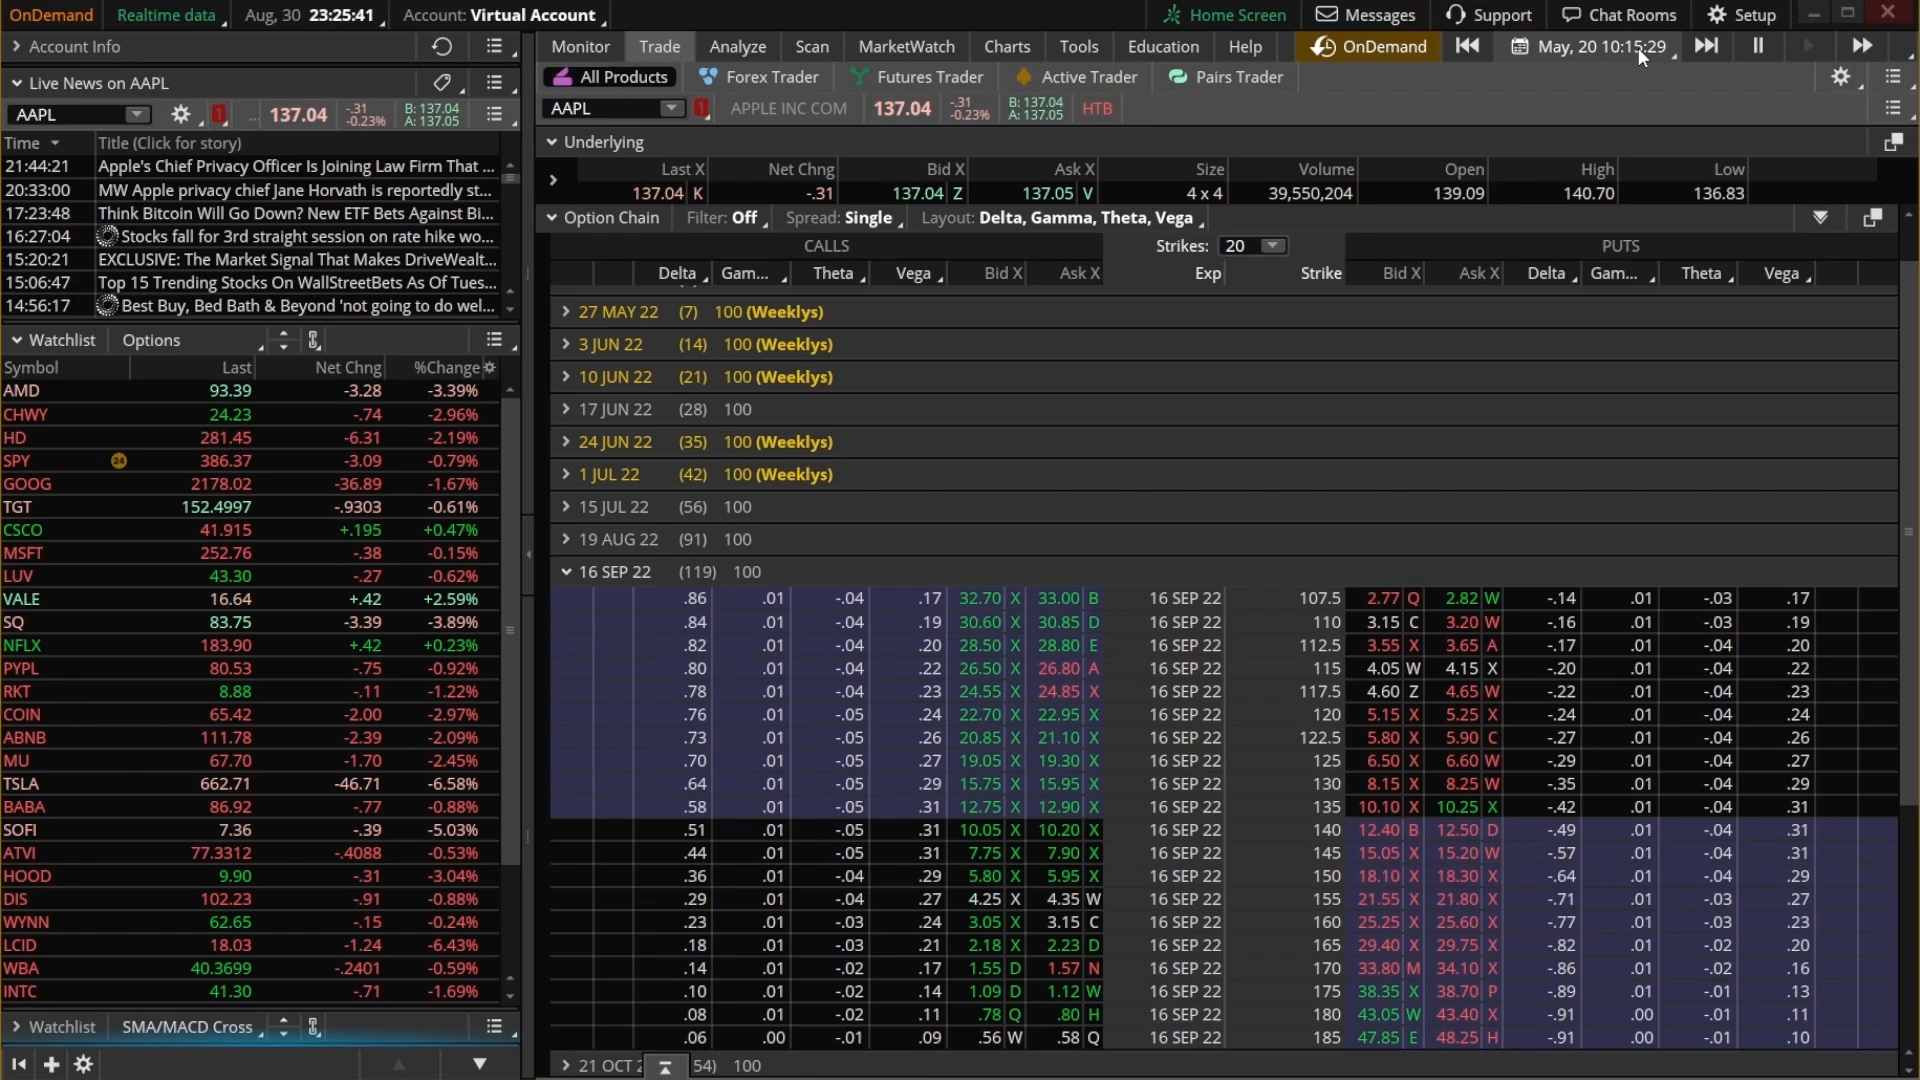 OnDemand Realtime data Aug, 30 23:25:41 Account: Virtual Account Home Screen Messages Support Chat Rooms Setup
Account Info
Monitor Trade Analyze Scan MarketWatch Charts Tools Education Help OnDemand May, 20 10:15:29
Live News on AAPL
All Products Forex Trader Futures Trader Active Trader Pairs Trader
AAPL 1 ... 137.04 -.31 -0.23% B: 137.04 A: 137.05
AAPL 1 APPLE INC COM 137.04 -.31 -0.23% B: 137.04 A: 137.05 HTB
Time Title (Click for story)
21:44:21 Apple's Chief Privacy Officer Is Joining Law Firm That ...
20:33:00 MW Apple privacy chief Jane Horvath is reportedly st...
17:23:48 Think Bitcoin Will Go Down? New ETF Bets Against Bi...
16:27:04 Stocks fall for 3rd straight session on rate hike wo...
15:20:21 EXCLUSIVE: The Market Signal That Makes DriveWealt...
15:06:47 Top 15 Trending Stocks On WallStreetBets As Of Tues...
14:56:17 Best Buy, Bed Bath & Beyond 'not going to do wel...
Watchlist Options
Symbol Last Net Chng %Change
AMD 93.39 -3.28 -3.39%
CHWY 24.23 -.74 -2.96%
HD 281.45 -6.31 -2.19%
SPY 24 386.37 -3.09 -0.79%
GOOG 2178.02 -36.89 -1.67%
TGT 152.4997 -.9303 -0.61%
CSCO 41.915 +.195 +0.47%
MSFT 252.76 -.38 -0.15%
LUV 43.30 -.27 -0.62%
VALE 16.64 +.42 +2.59%
SQ 83.75 -3.39 -3.89%
NFLX 183.90 +.42 +0.23%
PYPL 80.53 -.75 -0.92%
RKT 8.88 -.11 -1.22%
COIN 65.42 -2.00 -2.97%
ABNB 111.78 -2.39 -2.09%
MU 67.70 -1.70 -2.45%
TSLA 662.71 -46.71 -6.58%
BABA 86.92 -.77 -0.88%
SOFI 7.36 -.39 -5.03%
ATVI 77.3312 -.4088 -0.53%
HOOD 9.90 -.31 -3.04%
DIS 102.23 -.91 -0.88%
WYNN 62.65 -.15 -0.24%
LCID 18.03 -1.24 -6.43%
WBA 40.3699 -.2401 -0.59%
INTC 41.30 -.71 -1.69%
Watchlist SMA/MACD Cross
Underlying
Last X Net Chng Bid X Ask X Size Volume Open High Low
137.04 K -.31 137.04 Z 137.05 V 4 x 4 39,550,204 139.09 140.70 136.83
Option Chain Filter: Off Spread: Single Layout: Delta, Gamma, Theta, Vega
CALLS Strikes: 20 PUTS
Delta Gam... Theta Vega Bid X Ask X Exp Strike Bid X Ask X Delta Gam... Theta Vega
27 MAY 22 (7) 100 (Weeklys)
3 JUN 22 (14) 100 (Weeklys)
10 JUN 22 (21) 100 (Weeklys)
17 JUN 22 (28) 100
24 JUN 22 (35) 100 (Weeklys)
1 JUL 22 (42) 100 (Weeklys)
15 JUL 22 (56) 100
19 AUG 22 (91) 100
16 SEP 22 (119) 100
.86 .01 -.04 .17 32.70 X 33.00 B 16 SEP 22 107.5 2.77 Q 2.82 W -.14 .01 -.03 .17
.84 .01 -.04 .19 30.60 X 30.85 D 16 SEP 22 110 3.15 C 3.20 W -.16 .01 -.03 .19
.82 .01 -.04 .20 28.50 X 28.80 E 16 SEP 22 112.5 3.55 X 3.65 A -.17 .01 -.04 .20
.80 .01 -.04 .22 26.50 X 26.80 A 16 SEP 22 115 4.05 W 4.15 X -.20 .01 -.04 .22
.78 .01 -.04 .23 24.55 X 24.85 X 16 SEP 22 117.5 4.60 Z 4.65 W -.22 .01 -.04 .23
.76 .01 -.05 .24 22.70 X 22.95 X 16 SEP 22 120 5.15 X 5.25 X -.24 .01 -.04 .24
.73 .01 -.05 .26 20.85 X 21.10 X 16 SEP 22 122.5 5.80 X 5.90 C -.27 .01 -.04 .26
.70 .01 -.05 .27 19.05 X 19.30 X 16 SEP 22 125 6.50 X 6.60 W -.29 .01 -.04 .27
.64 .01 -.05 .29 15.75 X 15.95 X 16 SEP 22 130 8.15 X 8.25 W -.35 .01 -.04 .29
.58 .01 -.05 .31 12.75 X 12.90 X 16 SEP 22 135 10.10 X 10.25 X -.42 .01 -.04 .31
.51 .01 -.05 .31 10.05 X 10.20 X 16 SEP 22 140 12.40 B 12.50 D -.49 .01 -.04 .31
.44 .01 -.05 .31 7.75 X 7.90 X 16 SEP 22 145 15.05 X 15.20 W -.57 .01 -.04 .31
.36 .01 -.04 .29 5.80 X 5.95 X 16 SEP 22 150 18.10 X 18.30 X -.64 .01 -.04 .29
.29 .01 -.04 .27 4.25 X 4.35 W 16 SEP 22 155 21.55 X 21.80 X -.71 .01 -.03 .27
.23 .01 -.03 .24 3.05 X 3.15 C 16 SEP 22 160 25.25 X 25.60 X -.77 .01 -.03 .23
.18 .01 -.03 .21 2.18 X 2.23 D 16 SEP 22 165 29.40 X 29.75 X -.82 .01 -.02 .20
.14 .01 -.02 .17 1.55 D 1.57 N 16 SEP 22 170 33.80 M 34.10 X -.86 .01 -.02 .16
.10 .01 -.02 .14 1.09 D 1.12 W 16 SEP 22 175 38.35 X 38.70 P -.89 .01 -.01 .13
.08 .01 -.02 .11 .78 Q .80 H 16 SEP 22 180 43.05 W 43.40 X -.91 .00 -.01 .11
.06 .00 -.01 .09 .56 W .58 Q 16 SEP 22 185 47.85 E 48.25 H -.91 .00 -.01 .10
21 OCT 2 54) 100